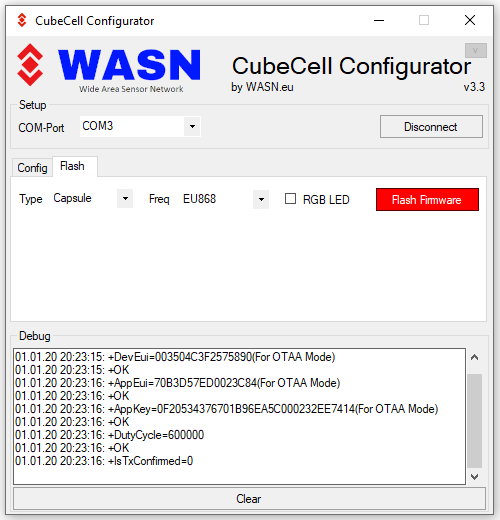 CubeCell Configurator
WASN
Wide Area Sensor Network
CubeCell Configurator
by WASN.eu
v
v3.3
Setup
COM-Port COM3 Disconnect
Config Flash
Type Capsule Freq EU868 RGB LED Flash Firmware
Debug
01.01.20 20:23:15: +DevEui=003504C3F2575890(For OTAA Mode)
01.01.20 20:23:15: +OK
01.01.20 20:23:16: +AppEui=70B3D57ED0023C84(For OTAA Mode)
01.01.20 20:23:16: +OK
01.01.20 20:23:16: +AppKey=0F20534376701B96EA5C000232EE7414(For OTAA Mode)
01.01.20 20:23:16: +OK
01.01.20 20:23:16: +DutyCycle=600000
01.01.20 20:23:16: +OK
01.01.20 20:23:16: +IsTxConfirmed=0
Clear